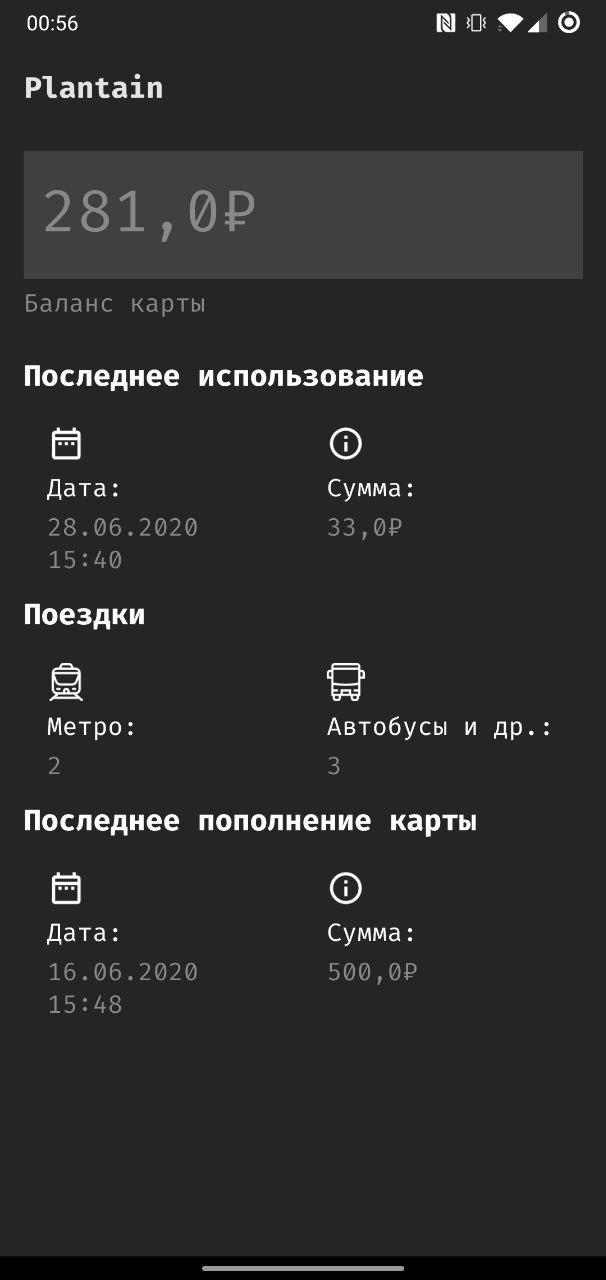 00:56
Plantain
281,0₽
Баланс карты
Последнее использование
Дата:
28.06.2020
15:40
Сумма:
33,0₽
Поездки
Метро:
2
Автобусы и др.:
3
Последнее пополнение карты
Дата:
16.06.2020
15:48
Сумма:
500,0₽